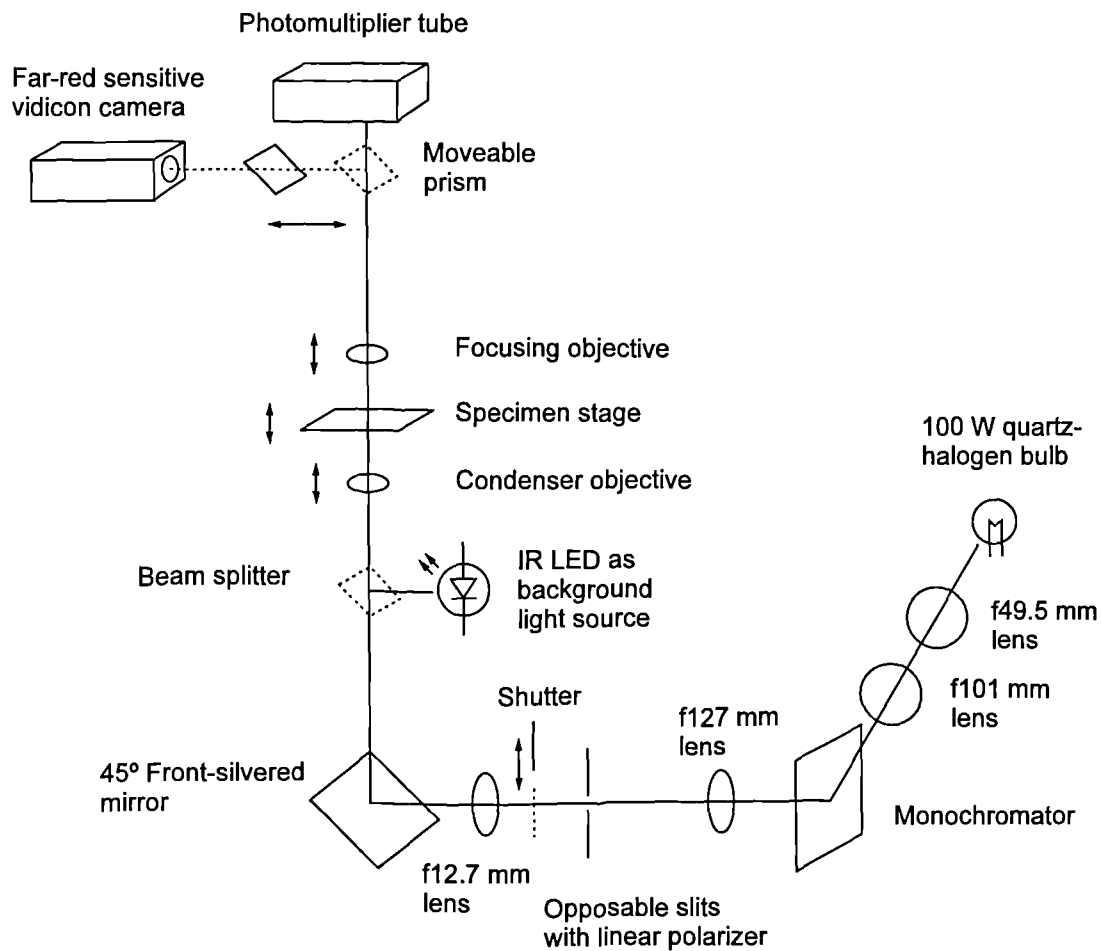 Photomultiplier tube
Far-red sensitive
vidicon camera
Moveable
prism
Focusing objective
Specimen stage
100 W quartz-
halogen bulb
Condenser objective
Beam splitter
IR LED as
background
light source
f49.5 mm
lens
f101 mm
lens
Shutter
f127 mm
lens
45º Front-silvered
mirror
Monochromator
f12.7 mm
lens
Opposable slits
with linear polarizer